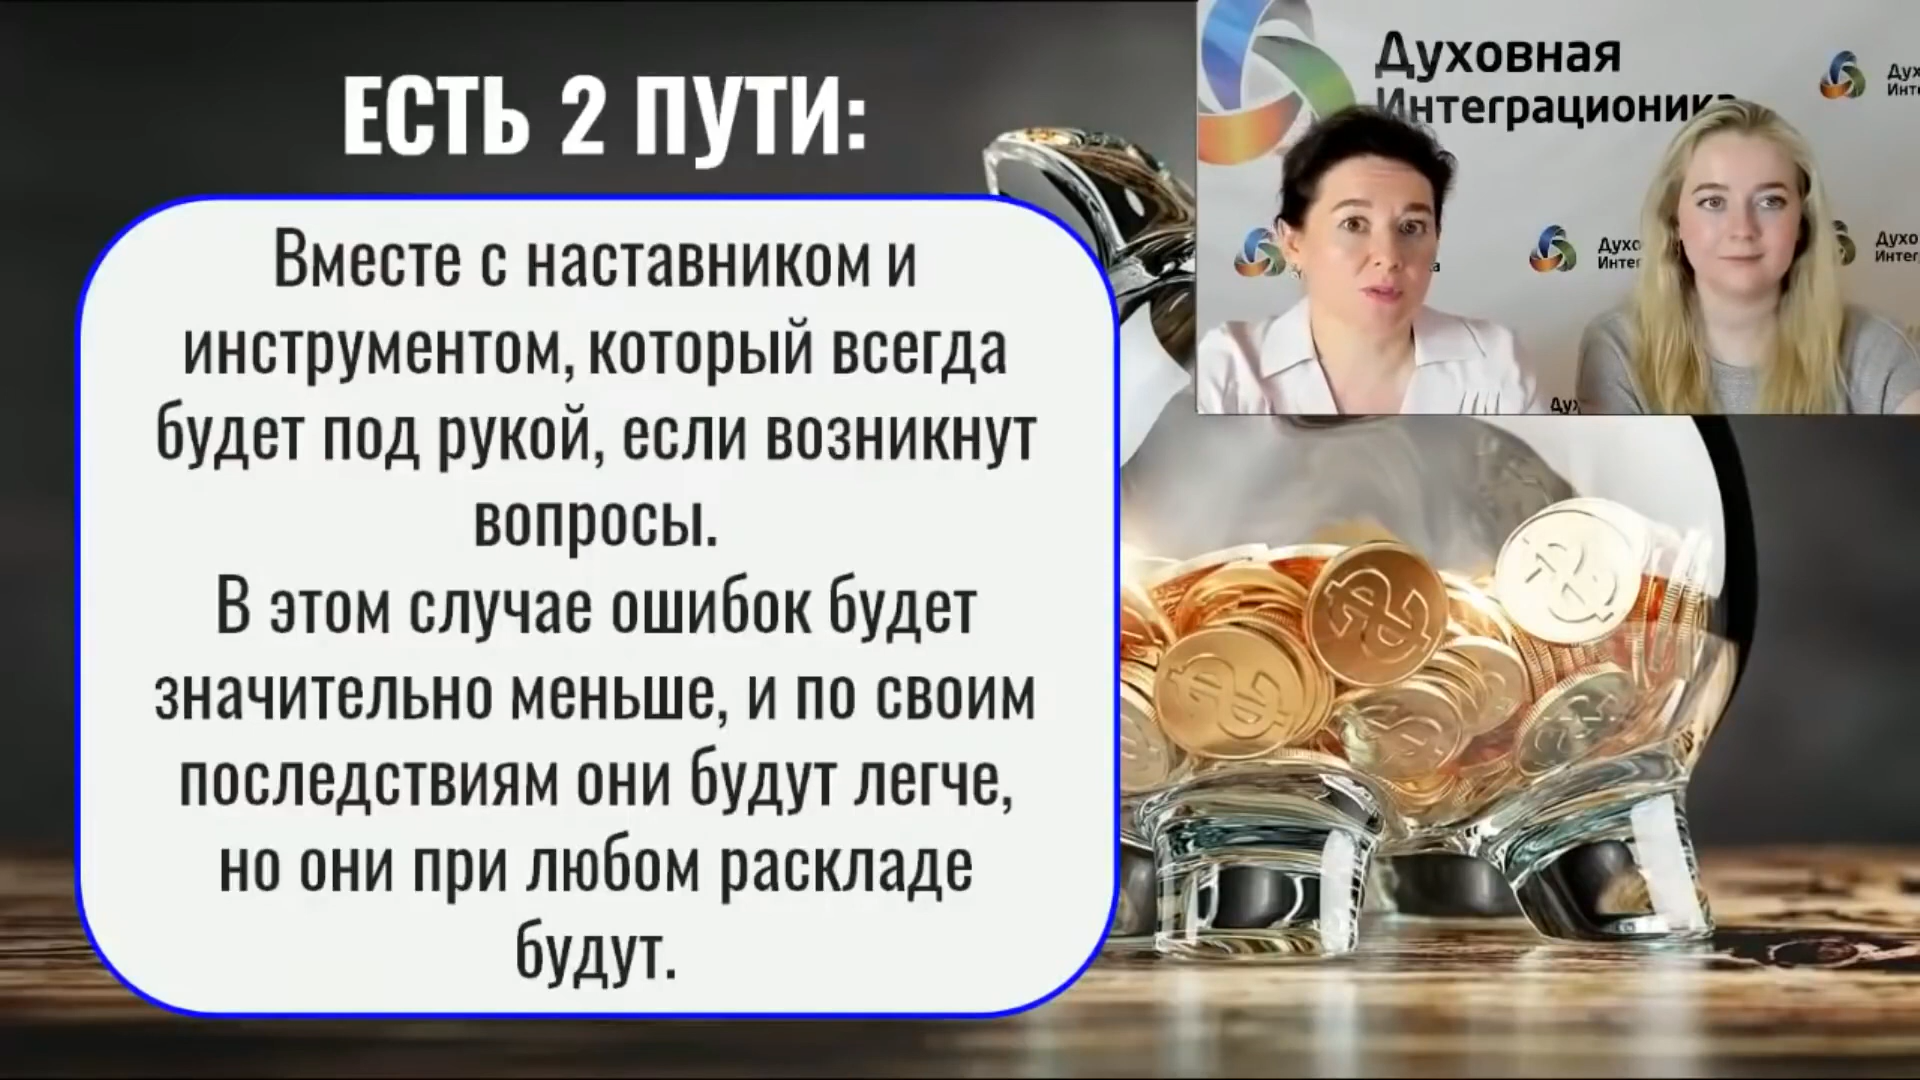 ЕСТЬ 2 ПУТИ:
Вместе с наставником и
инструментом, который всегда
будет под рукой, если возникнут
вопросы.
В этом случае ошибок будет
значительно меньше, и по своим
последствиям они будут легче,
но они при любом раскладе
будут.
Духовная
Интеграционика